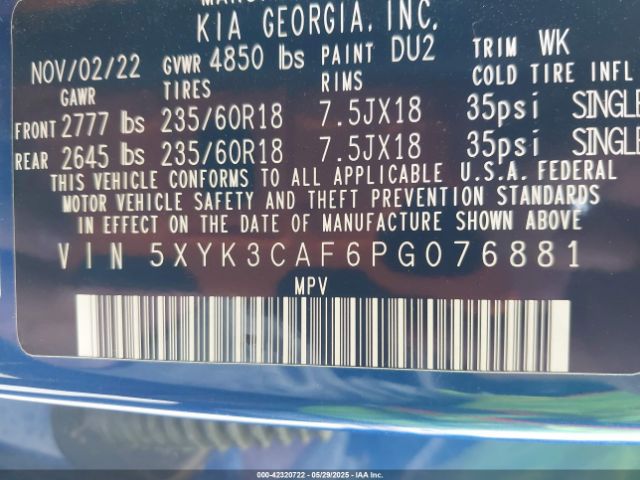 KIA GEORGIA, INC.
NOV/02/22 GVWR 4850 lbs PAINT DU2 TRIM WK
GAWR TIRES RIMS COLD TIRE INFL
FRONT 2777 lbs 235/60R18 7.5JX18 35psi SINGLE
REAR 2645 lbs 235/60R18 7.5JX18 35psi SINGLE
THIS VEHICLE CONFORMS TO ALL APPLICABLE U.S.A. FEDERAL
MOTOR VEHICLE SAFETY AND THEFT PREVENTION STANDARDS
IN EFFECT ON THE DATE OF MANUFACTURE SHOWN ABOVE
VIN 5XYK3CAF6PG076881
MPV
000-42320722 | 05/29/2025 | IAA Inc.